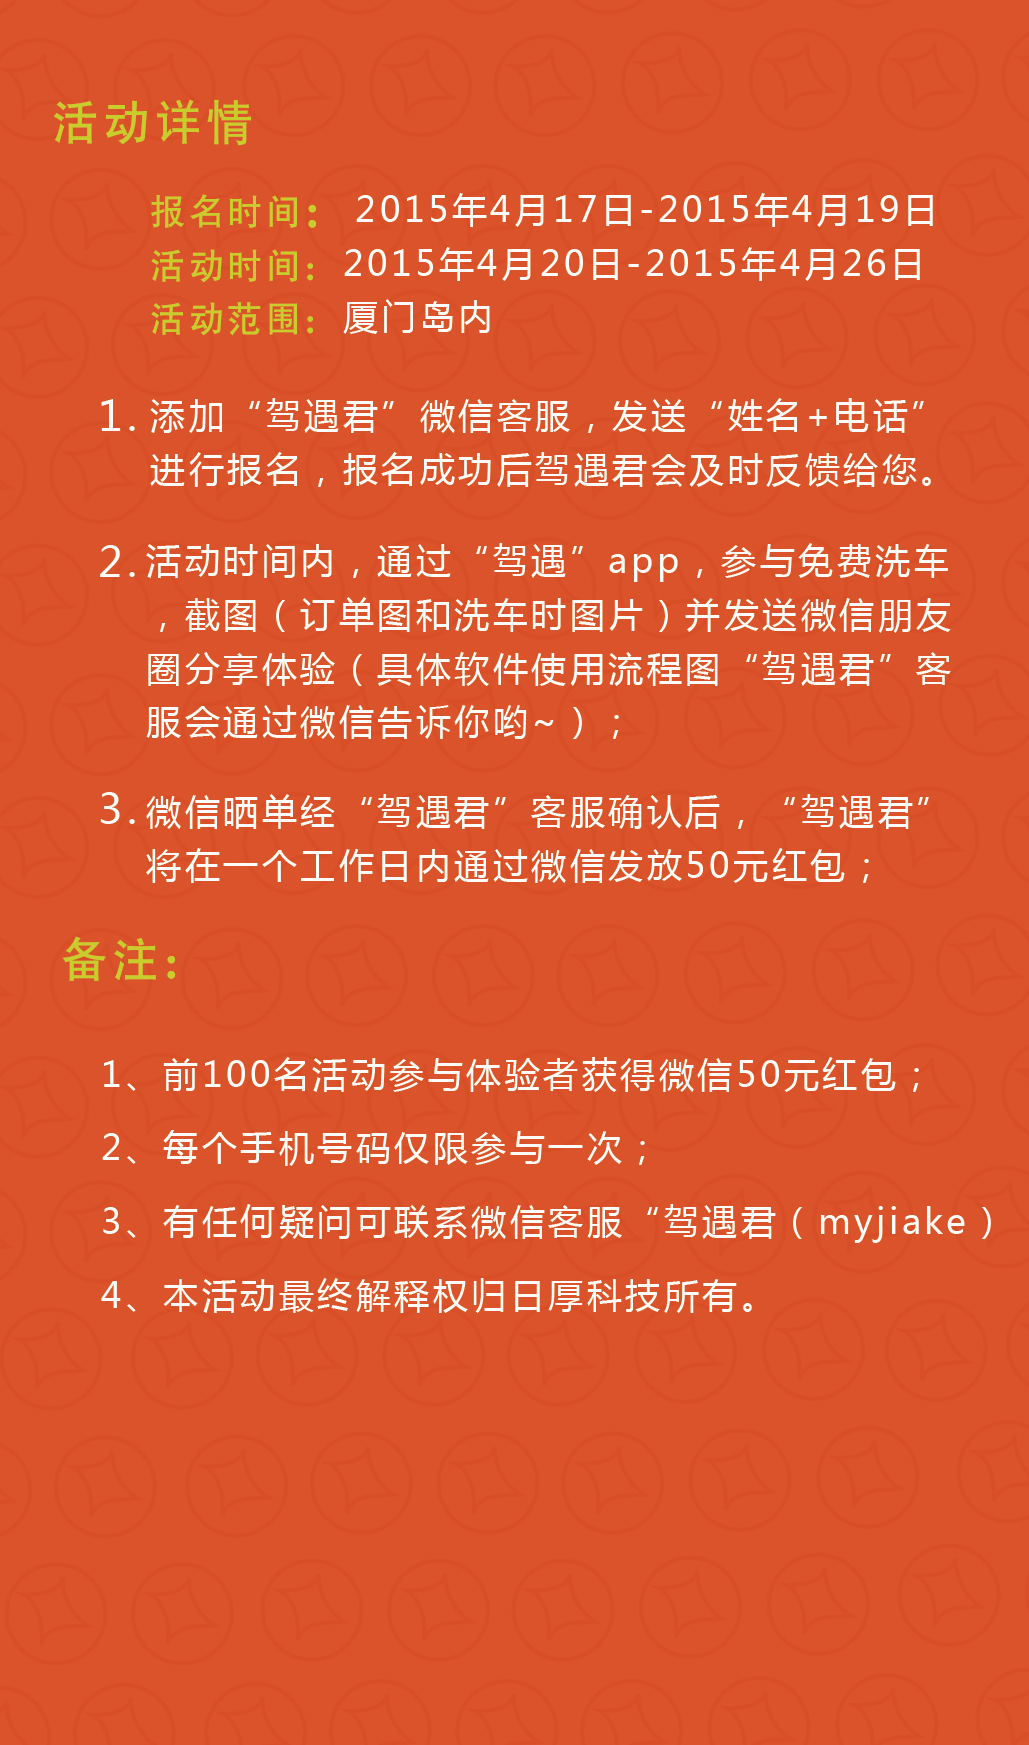 活动详情
报名时间： 2015年4月17日-2015年4月19日
活动时间：2015年4月20日-2015年4月26日
活动范围：厦门岛内
1. 添加“驾遇君”微信客服，发送“姓名+电话”
进行报名，报名成功后驾遇君会及时反馈给您。
2. 活动时间内，通过“驾遇”app，参与免费洗车
，截图（订单图和洗车时图片）并发送微信朋友
圈分享体验（具体软件使用流程图“驾遇君”客
服会通过微信告诉你哟~）；
3. 微信晒单经“驾遇君”客服确认后，“驾遇君”
将在一个工作日内通过微信发放50元红包；
备注:
1、前100名活动参与体验者获得微信50元红包；
2、每个手机号码仅限参与一次；
3、有任何疑问可联系微信客服“驾遇君（myjiake）
4、本活动最终解释权归日厚科技所有。